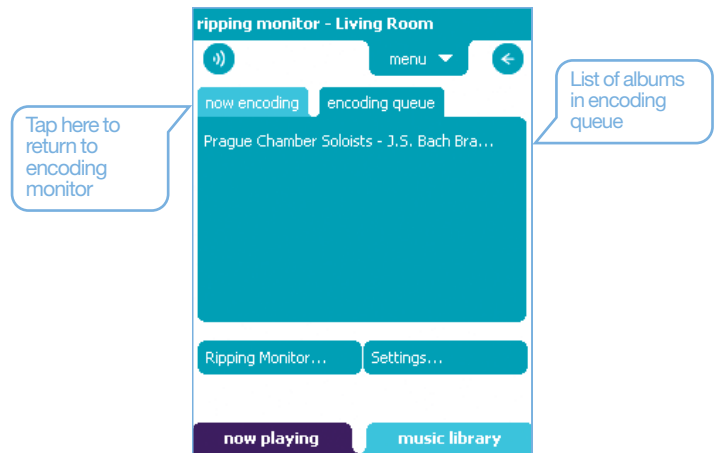 ripping monitor - Living Room
menu
now encoding
encoding queue
Prague Chamber Soloists - J.S. Bach Bra...
Ripping Monitor...
Settings...
now playing
music library
Tap here to
return to
encoding
monitor
List of albums
in encoding
queue